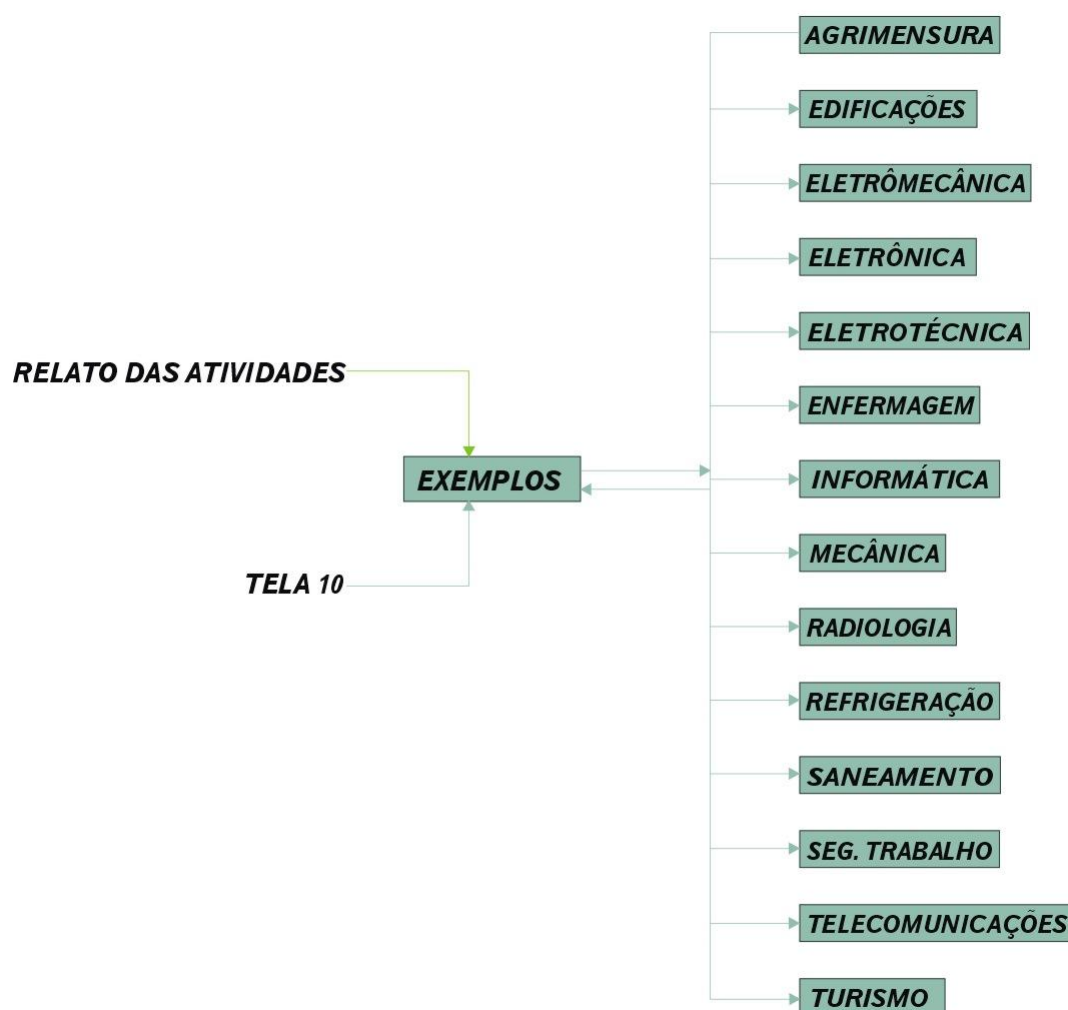 AGRIMENSURA
EDIFICAÇÕES
ELETRÔMECÂNICA
ELETRÔNICA
ELETROTÉCNICA
RELATO DAS ATIVIDADES
ENFERMAGEM
EXEMPLOS
INFORMÁTICA
MECÂNICA
TELA 10
RADIOLOGIA
REFRIGERAÇÃO
SANEAMENTO
SEG. TRABALHO
TELECOMUNICAÇÕES
TURISMO